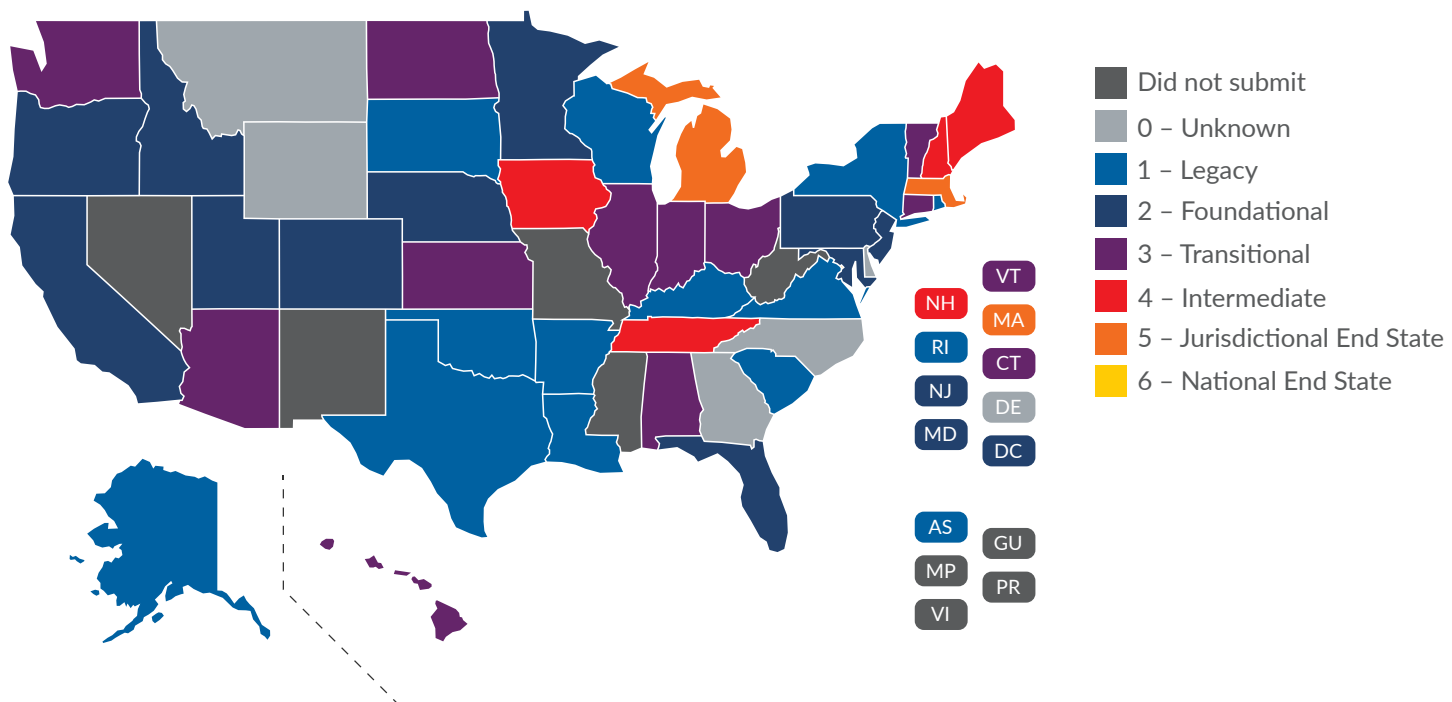 VT
NH
MA
RI
CT
NJ
DE
MD
DC
AS
GU
MP
PR
VI
Did not submit
0 – Unknown
1 – Legacy
2 – Foundational
3 – Transitional
4 – Intermediate
5 – Jurisdictional End State
6 – National End State